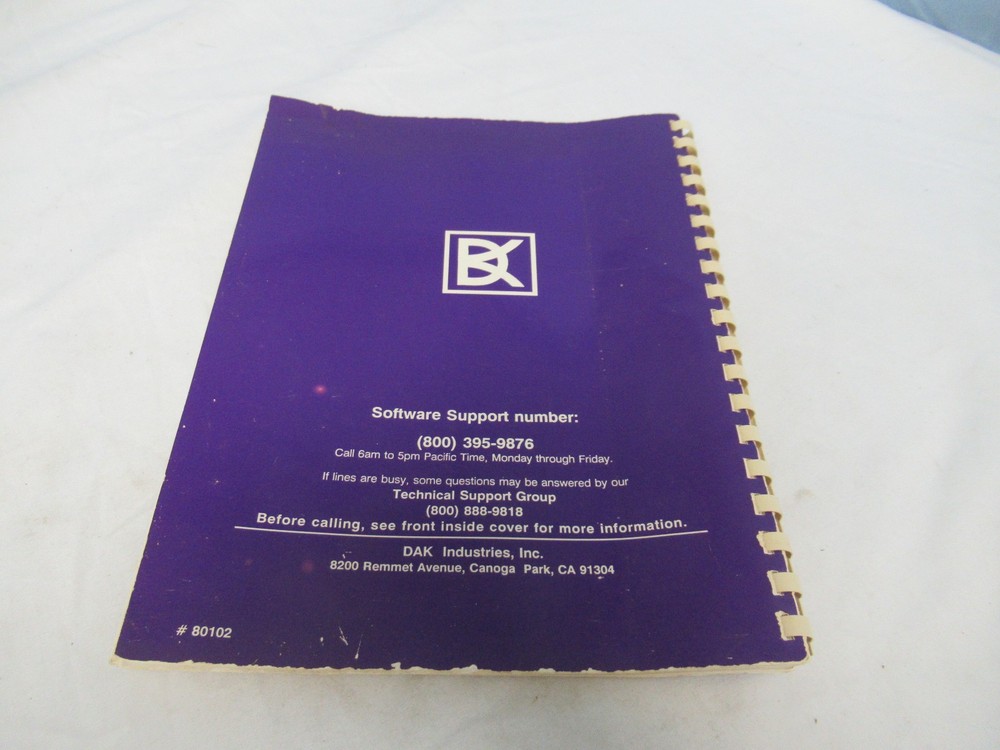 DK
Software Support number:
(800) 395-9876
Call 6am to 5pm Pacific Time, Monday through Friday.
If lines are busy, some questions may be answered by our
Technical Support Group
(800) 888-9818
Before calling, see front inside cover for more information.
DAK Industries, Inc.
8200 Remmet Avenue, Canoga Park, CA 91304
# 80102